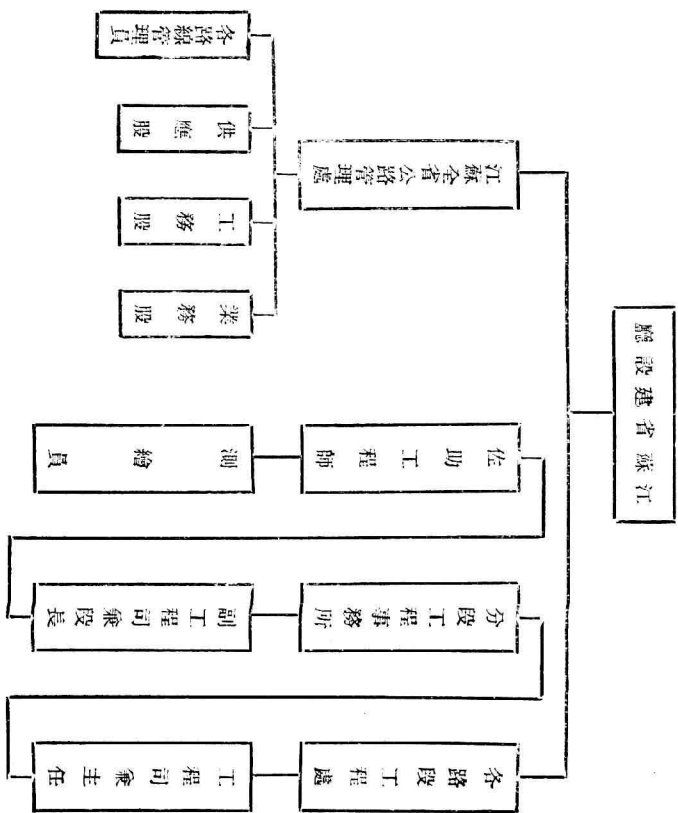 江蘇省建設廳
江蘇全省公路管理處
各路線管理員
供應股
工務股
業務股
各路段工程處
工程司兼主任
分段工程事務所
副工程司兼段長
佐助工程師
測繪員